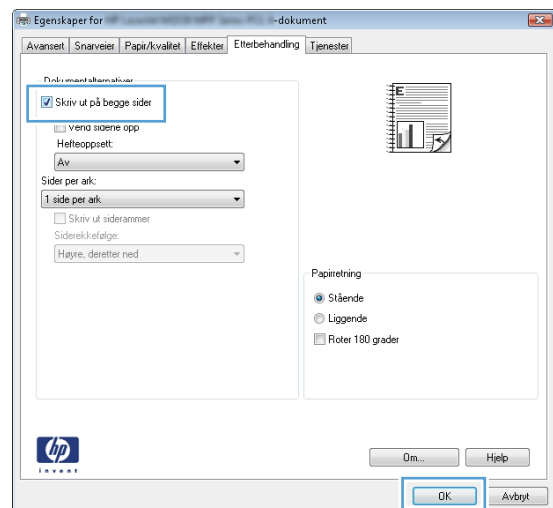 Egenskaper for -dokument
Avansert Snarveier Papir/kvalitet Effekter Etterbehandling Tjenester
Dokumentalternativer
Skriv ut på begge sider
Vend sidene opp
Hefteoppsett:
Av
Sider per ark:
1 side per ark
Skriv ut siderammer
Siderekkefølge:
Høyre, deretter ned
E
Papirretning
Stående
Liggende
Roter 180 grader
hp
invent
Om... Hjelp
OK Avbryt